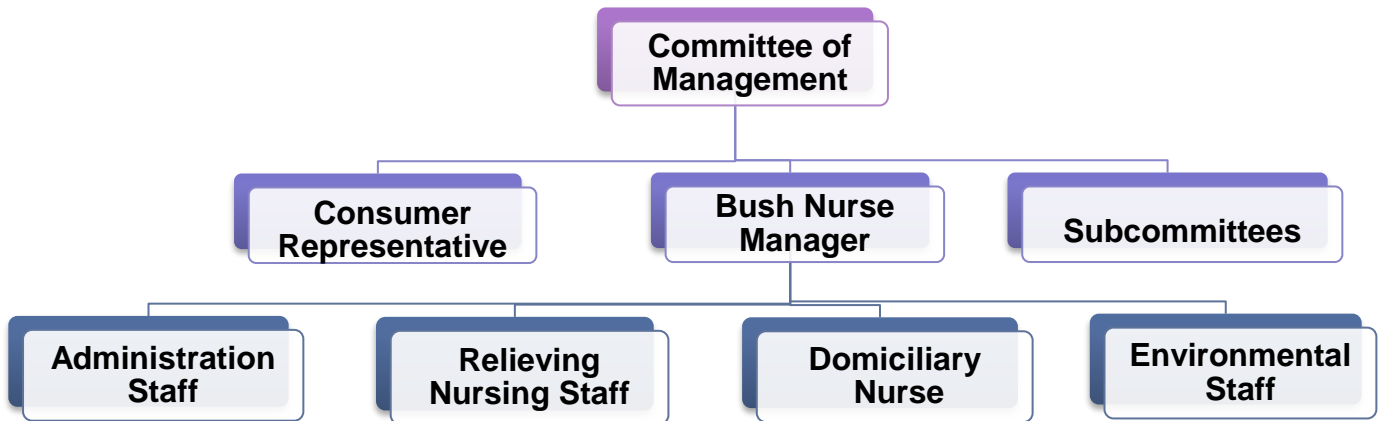 Committee of
Management
Consumer
Representative
Bush Nurse
Manager
Subcommittees
Administration
Staff
Relieving
Nursing Staff
Domiciliary
Nurse
Environmental
Staff